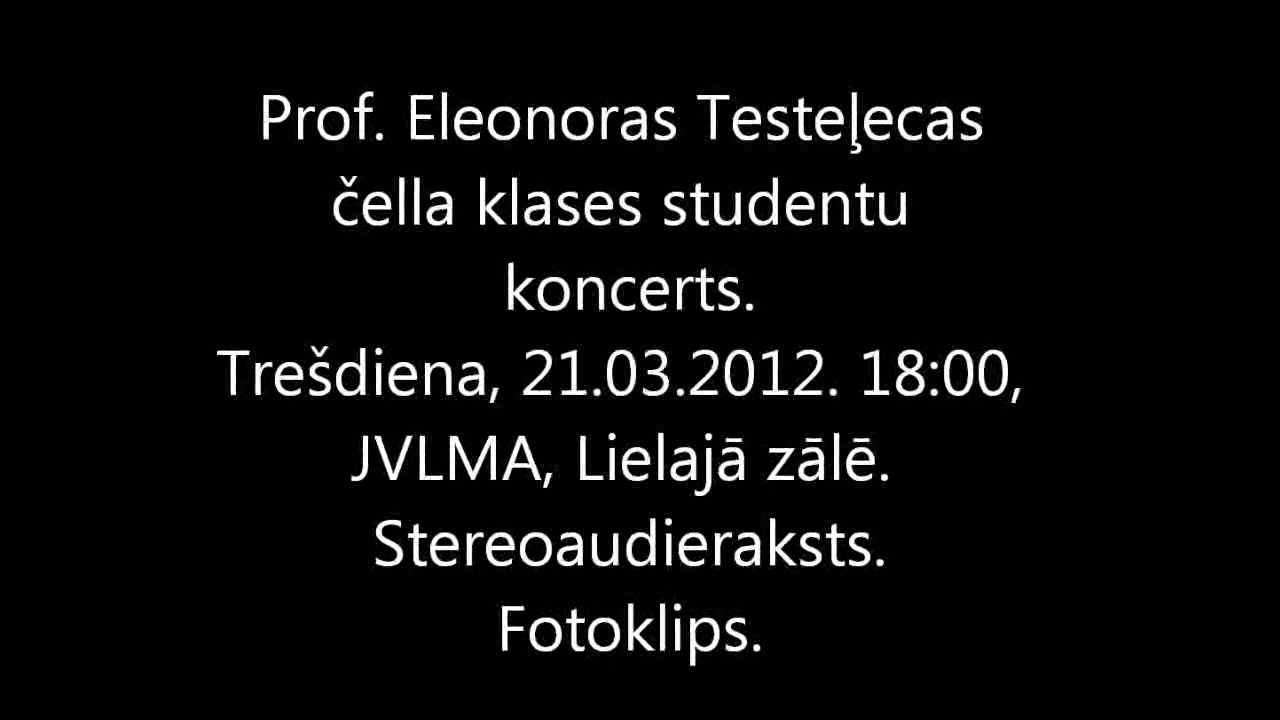 Prof. Eleonoras Testeļecas
čella klases studentu
koncerts.
Trešdiena, 21.03.2012. 18:00,
JVLMA, Lielajā zālē.
Stereoaudieraksts.
Fotoklips.